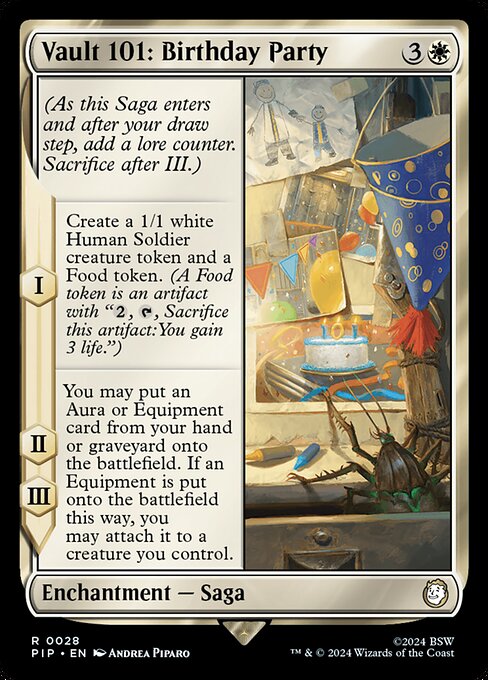 Vault 101: Birthday Party 3
(As this Saga enters
and after your draw
step, add a lore counter.
Sacrifice after III.)
I
Create a 1/1 white
Human Soldier
creature token and a
Food token. (A Food
token is an artifact
with “2, , Sacrifice
this artifact: You gain
3 life.”)
II
III
You may put an
Aura or Equipment
card from your hand
or graveyard onto
the battlefield. If an
Equipment is put
onto the battlefield
this way, you
may attach it to a
creature you control.
Enchantment — Saga
R 0028
PIP • EN Andrea Piparo
©2024 BSW
™ & © 2024 Wizards of the Coast